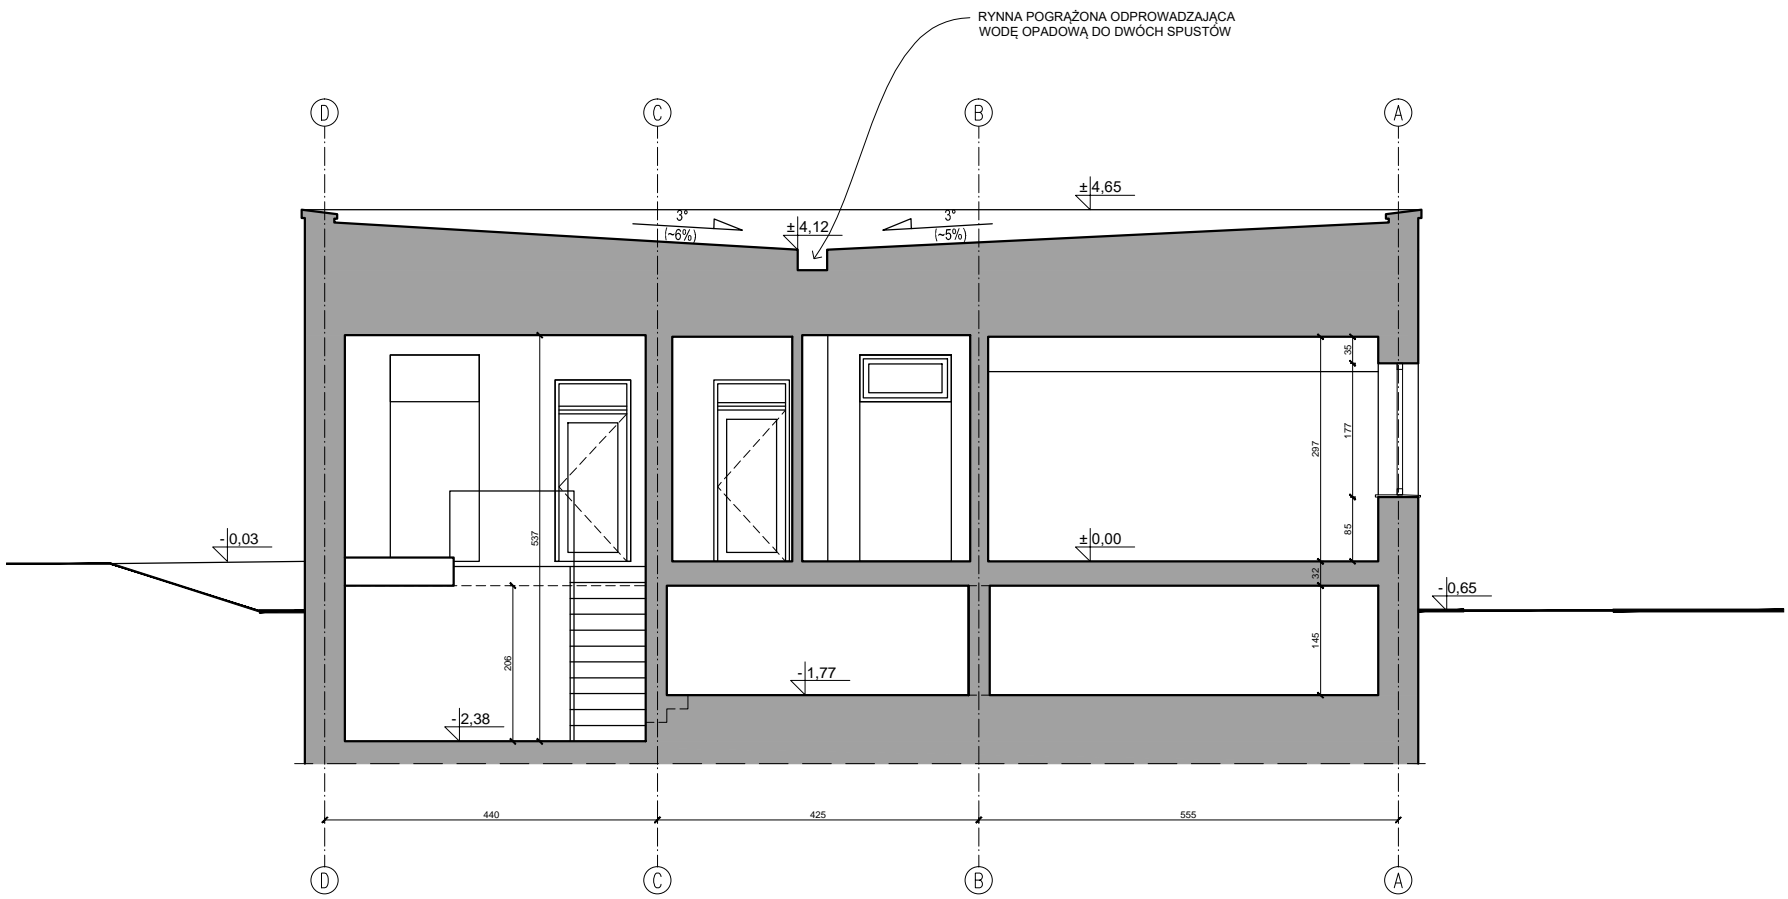 RYNNA POGRĄŻONA ODPROWADZAJĄCA
WODĘ OPADOWĄ DO DWÓCH SPUSTÓW
D
C
B
A
±4,65
3°
(~6%)
±4,12
3°
(~5%)
35
177
297
85
537
-0,03
±0,00
32
-0,65
145
206
-1,77
-2,38
440
425
555
D
C
B
A